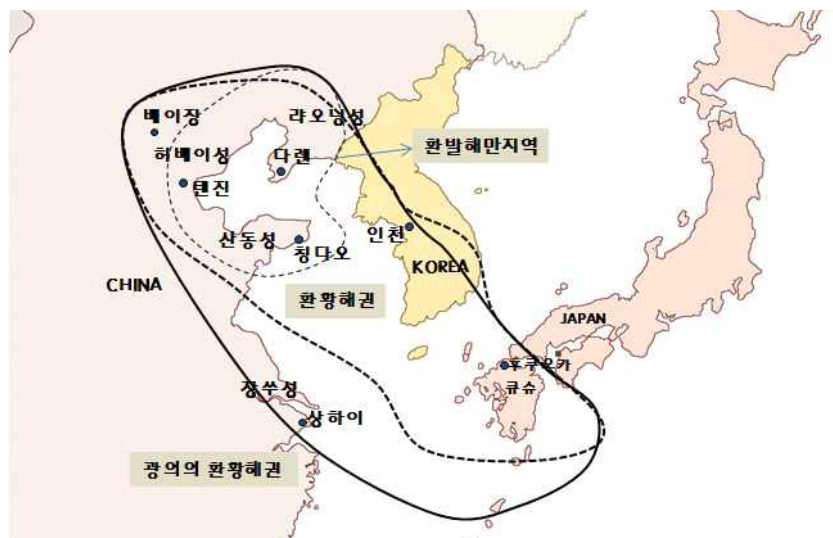 베이장
랴오닝성
허베이성
다롄
환발해만지역
톈진
산동성
칭다오
인천
KOREA
CHINA
환황해권
JAPAN
후쿠오카
큐슈
장쑤성
상하이
광의의 환황해권